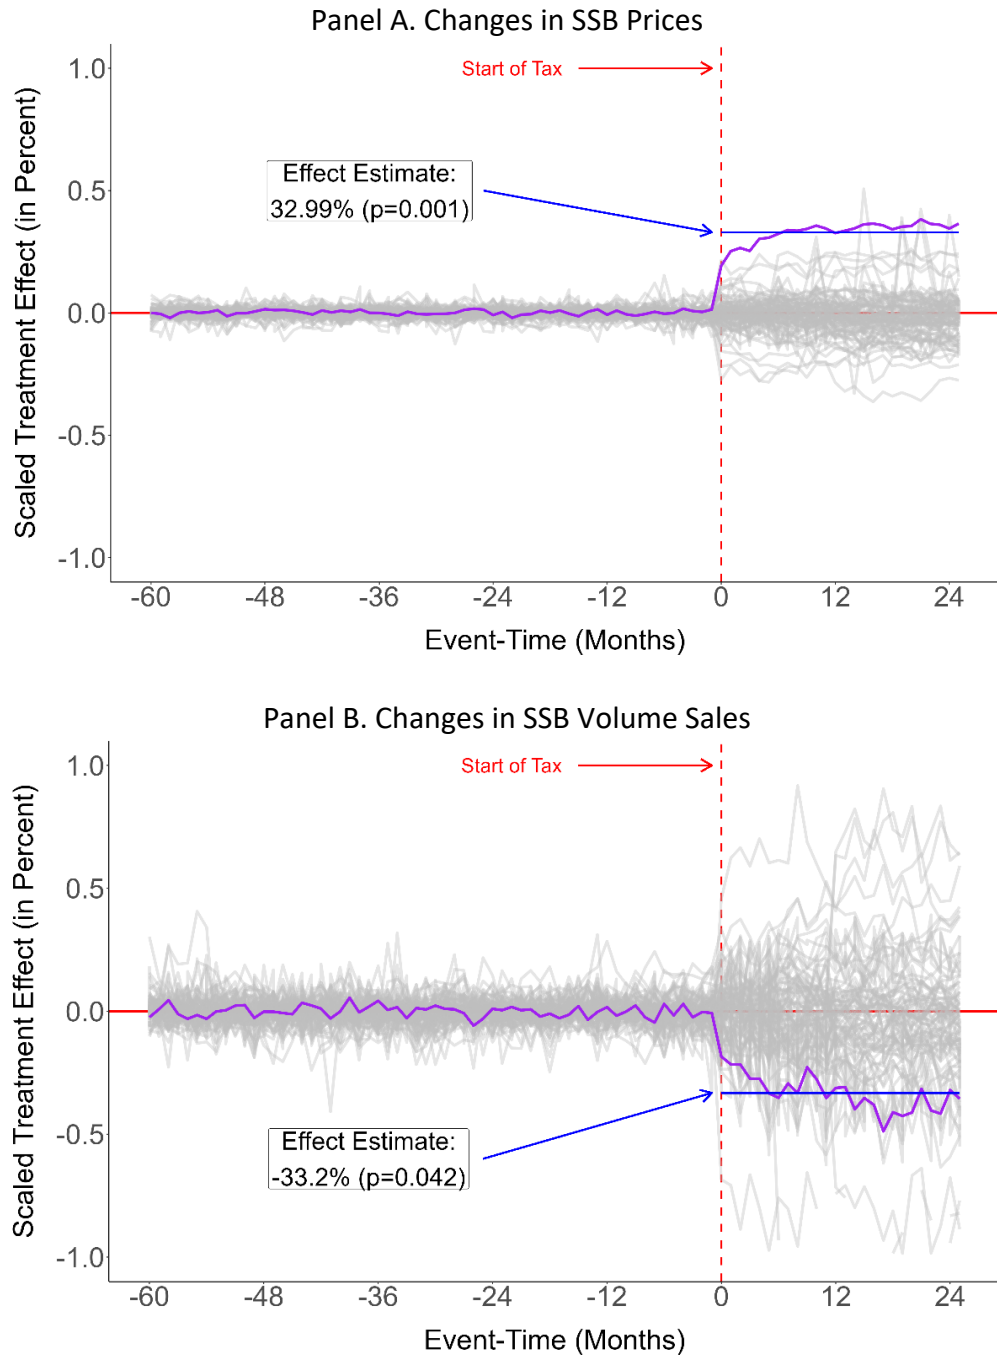 Panel A. Changes in SSB Prices
Scaled Treatment Effect (in Percent)
1.0
0.5
0.0
-0.5
-1.0
Start of Tax
Effect Estimate:
32.99% (p=0.001)
-60 -48 -36 -24 -12 0 12 24
Event-Time (Months)
Panel B. Changes in SSB Volume Sales
Scaled Treatment Effect (in Percent)
1.0
0.5
0.0
-0.5
-1.0
Start of Tax
Effect Estimate:
-33.2% (p=0.042)
-60 -48 -36 -24 -12 0 12 24
Event-Time (Months)